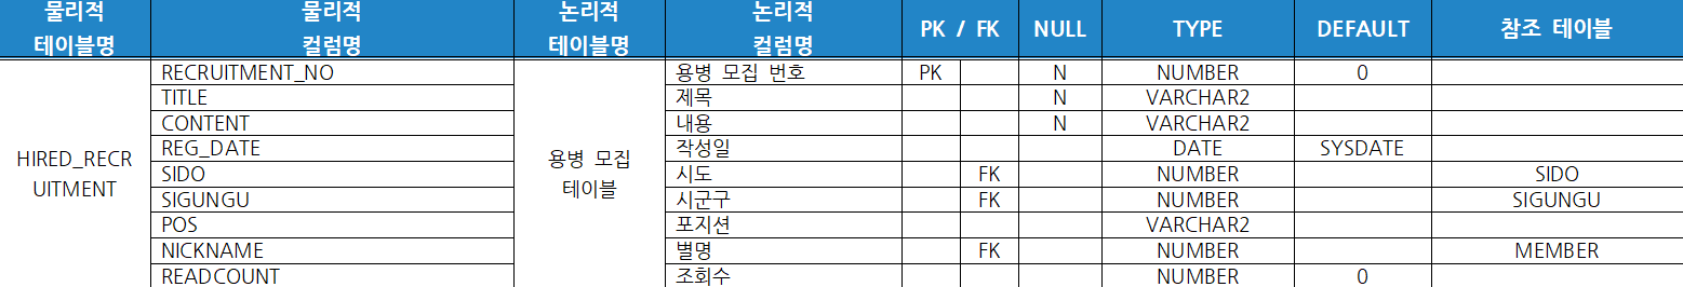 물리적 테이블명 물리적 컬럼명 논리적 테이블명 논리적 컬럼명 PK / FK NULL TYPE DEFAULT 참조 테이블
RECRUITMENT_NO 용병 모집 번호 PK N NUMBER 0
TITLE 제목 N VARCHAR2
CONTENT 내용 N VARCHAR2
REG_DATE 작성일 DATE SYSDATE
HIRED_RECR
UITMENT
용병 모집
테이블
SIDO 시도 FK NUMBER SIDO
SIGUNGU 시군구 FK NUMBER SIGUNGU
POS 포지션 VARCHAR2
NICKNAME 별명 FK NUMBER MEMBER
READCOUNT 조회수 NUMBER 0